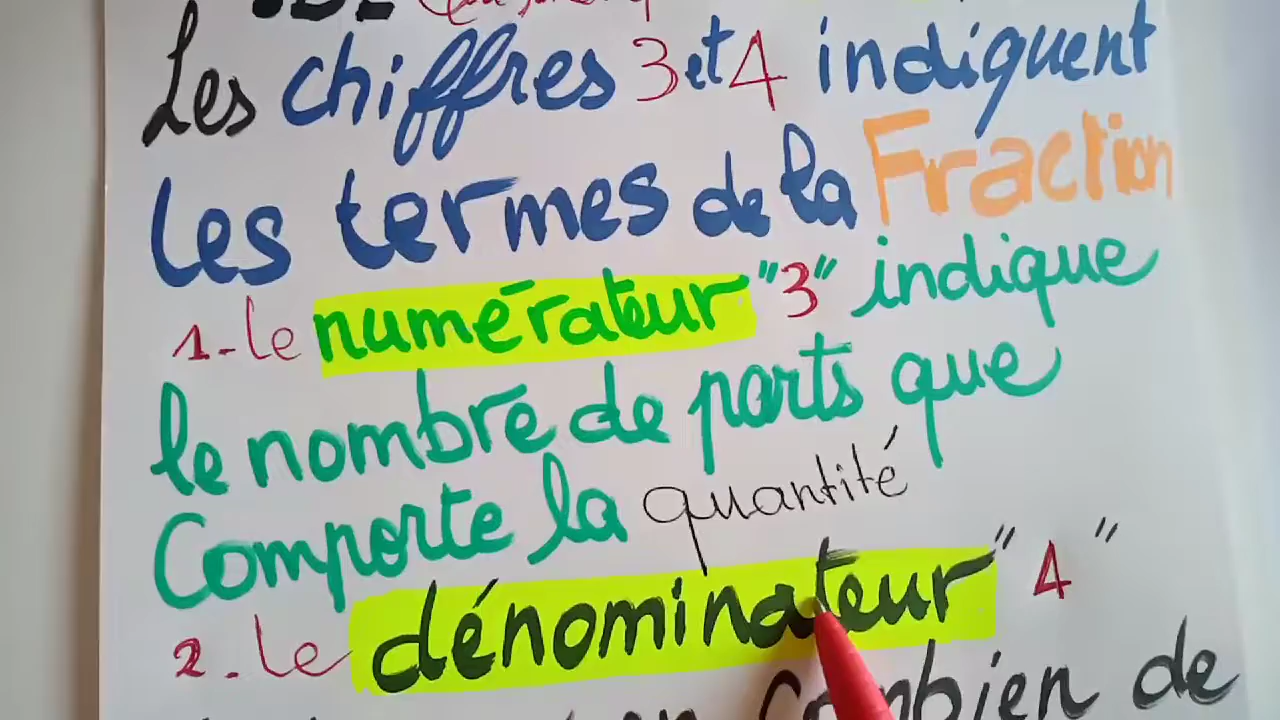 Les chiffres 3 et 4 indiquent
les termes de la Fraction
1.- le numérateur "3" indique
le nombre de parts que
Comporte la quantité
2.- le dénominateur "4"
Combien de